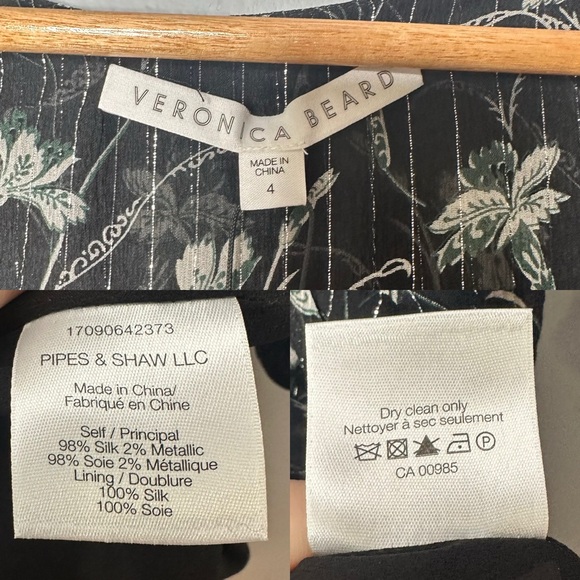 VERONICA BEARD
MADE IN
CHINA
4
17090642373
PIPES & SHAW LLC
Made in China/
Fabriqué en Chine
Self / Principal
98% Silk 2% Metallic
98% Soie 2% Métallique
Lining / Doublure
100% Silk
100% Soie
Dry clean only
Nettoyer à sec seulement
P
CA 00985